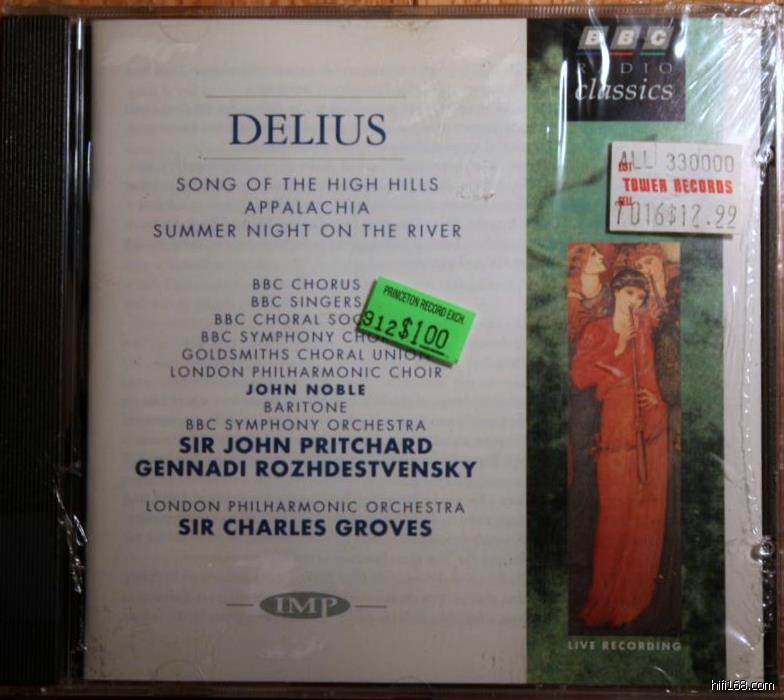 DELIUS
SONG OF THE HIGH HILLS
APPALACHIA
SUMMER NIGHT ON THE RIVER
BBC CHORUS
BBC SINGERS
BBC CHORAL
BBC SYMPHONY
GOLDSMITHS CHORAL UNION
LONDON PHILHARMONIC CHOIR
JOHN NOBLE
BARITONE
BBC SYMPHONY ORCHESTRA
SIR JOHN PRITCHARD
GENNADI ROZHDESTVENSKY
LONDON PHILHARMONIC ORCHESTRA
SIR CHARLES GROVES
IMP
PRINCETON RECORD EXCH.
912 $1.00
BBC
RADIO
classics
ALL 330000
TOWER RECORDS
7016 $12.99
LIVE RECORDING
hifi168.com